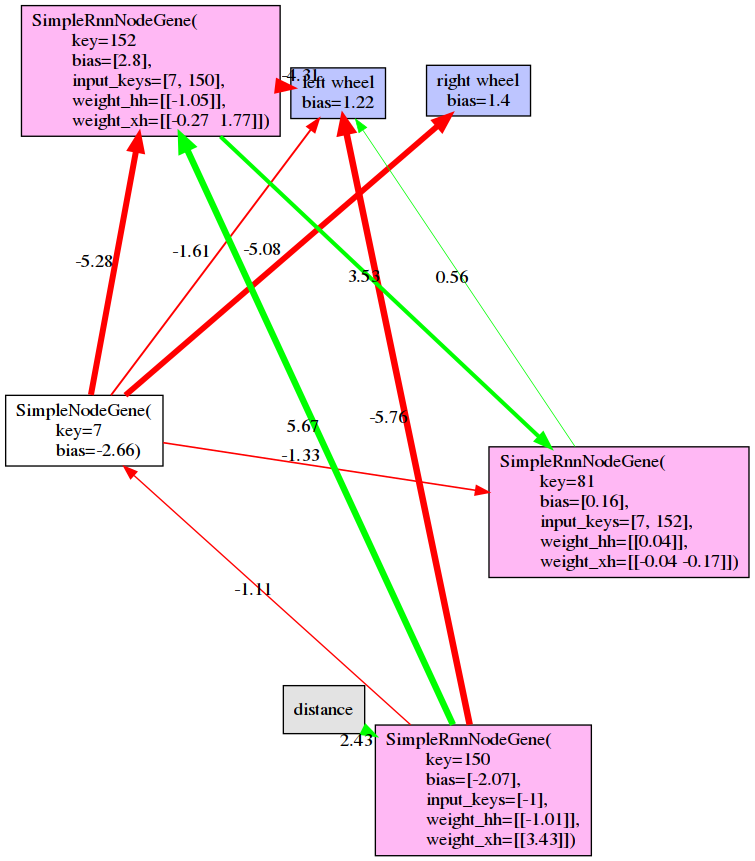 SimpleRnnNodeGene(
key=152
bias=[2.8],
input_keys=[7, 150],
weight_hh=[[-1.05]],
weight_xh=[[-0.27  1.77]])
-4.31
left wheel
bias=1.22
right wheel
bias=1.4
-5.28
-1.61
-5.08
3.53
0.56
SimpleNodeGene(
key=7
bias=-2.66)
5.67
-5.76
-1.33
SimpleRnnNodeGene(
key=81
bias=[0.16],
input_keys=[7, 152],
weight_hh=[[0.04]],
weight_xh=[[-0.04 -0.17]])
-1.11
distance
2.43
SimpleRnnNodeGene(
key=150
bias=[-2.07],
input_keys=[-1],
weight_hh=[[-1.01]],
weight_xh=[[3.43]])